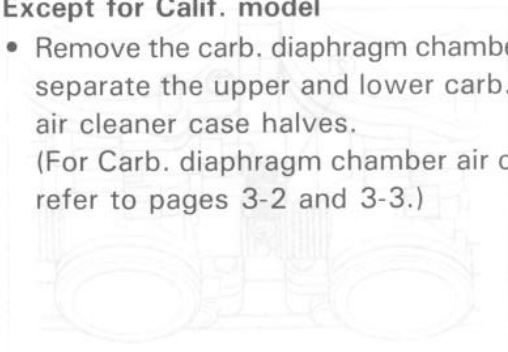 Except for Calif. model
• Remove the carb. diaphragm chambe
separate the upper and lower carb.
air cleaner case halves.
(For Carb. diaphragm chamber air c
refer to pages 3-2 and 3-3.)